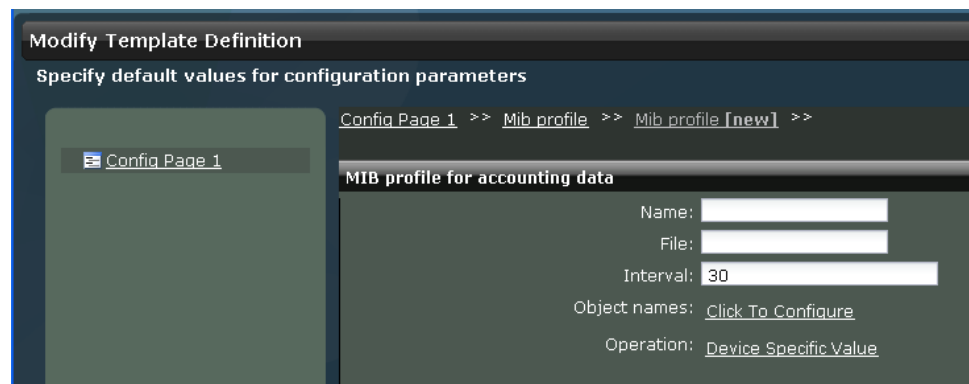 Modify Template Definition
Specify default values for configuration parameters
Config Page 1 >> Mib profile >> Mib profile [new] >>
Config Page 1
MIB profile for accounting data
Name:
File:
Interval: 30
Object names: Click To Configure
Operation: Device Specific Value